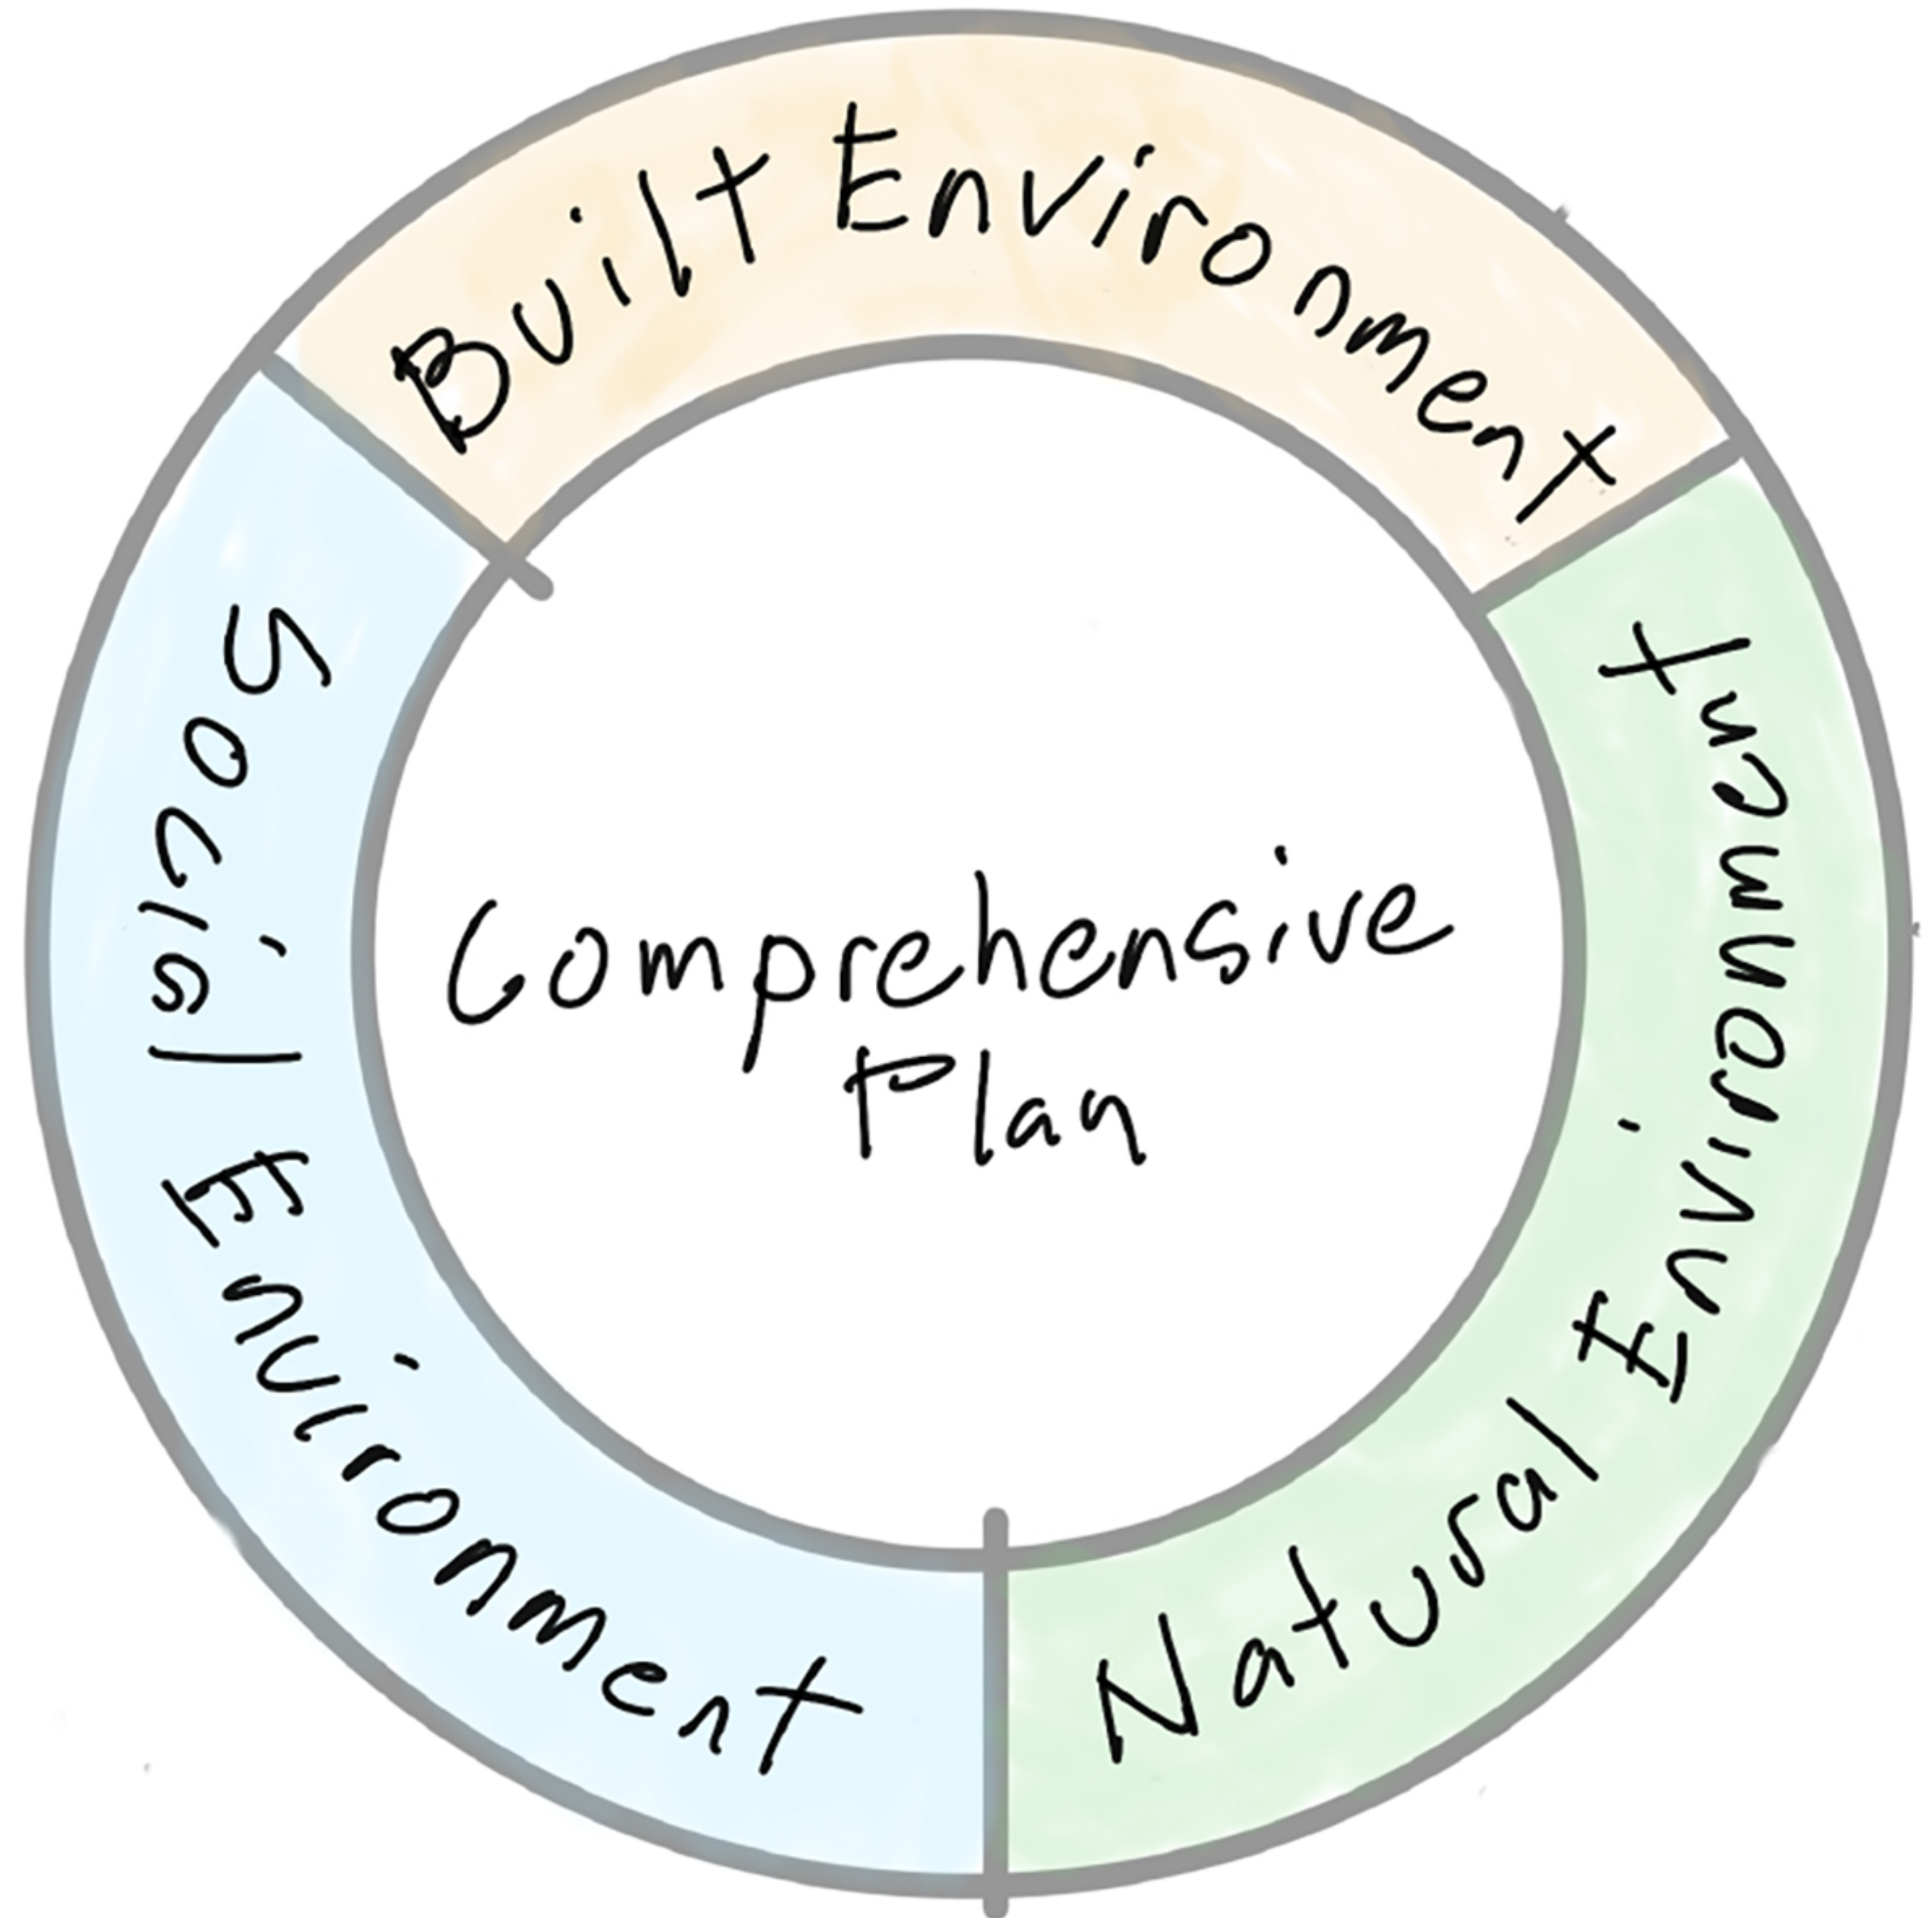 Built Environment
Natural Environment
Social Environment
Comprehensive
Plan